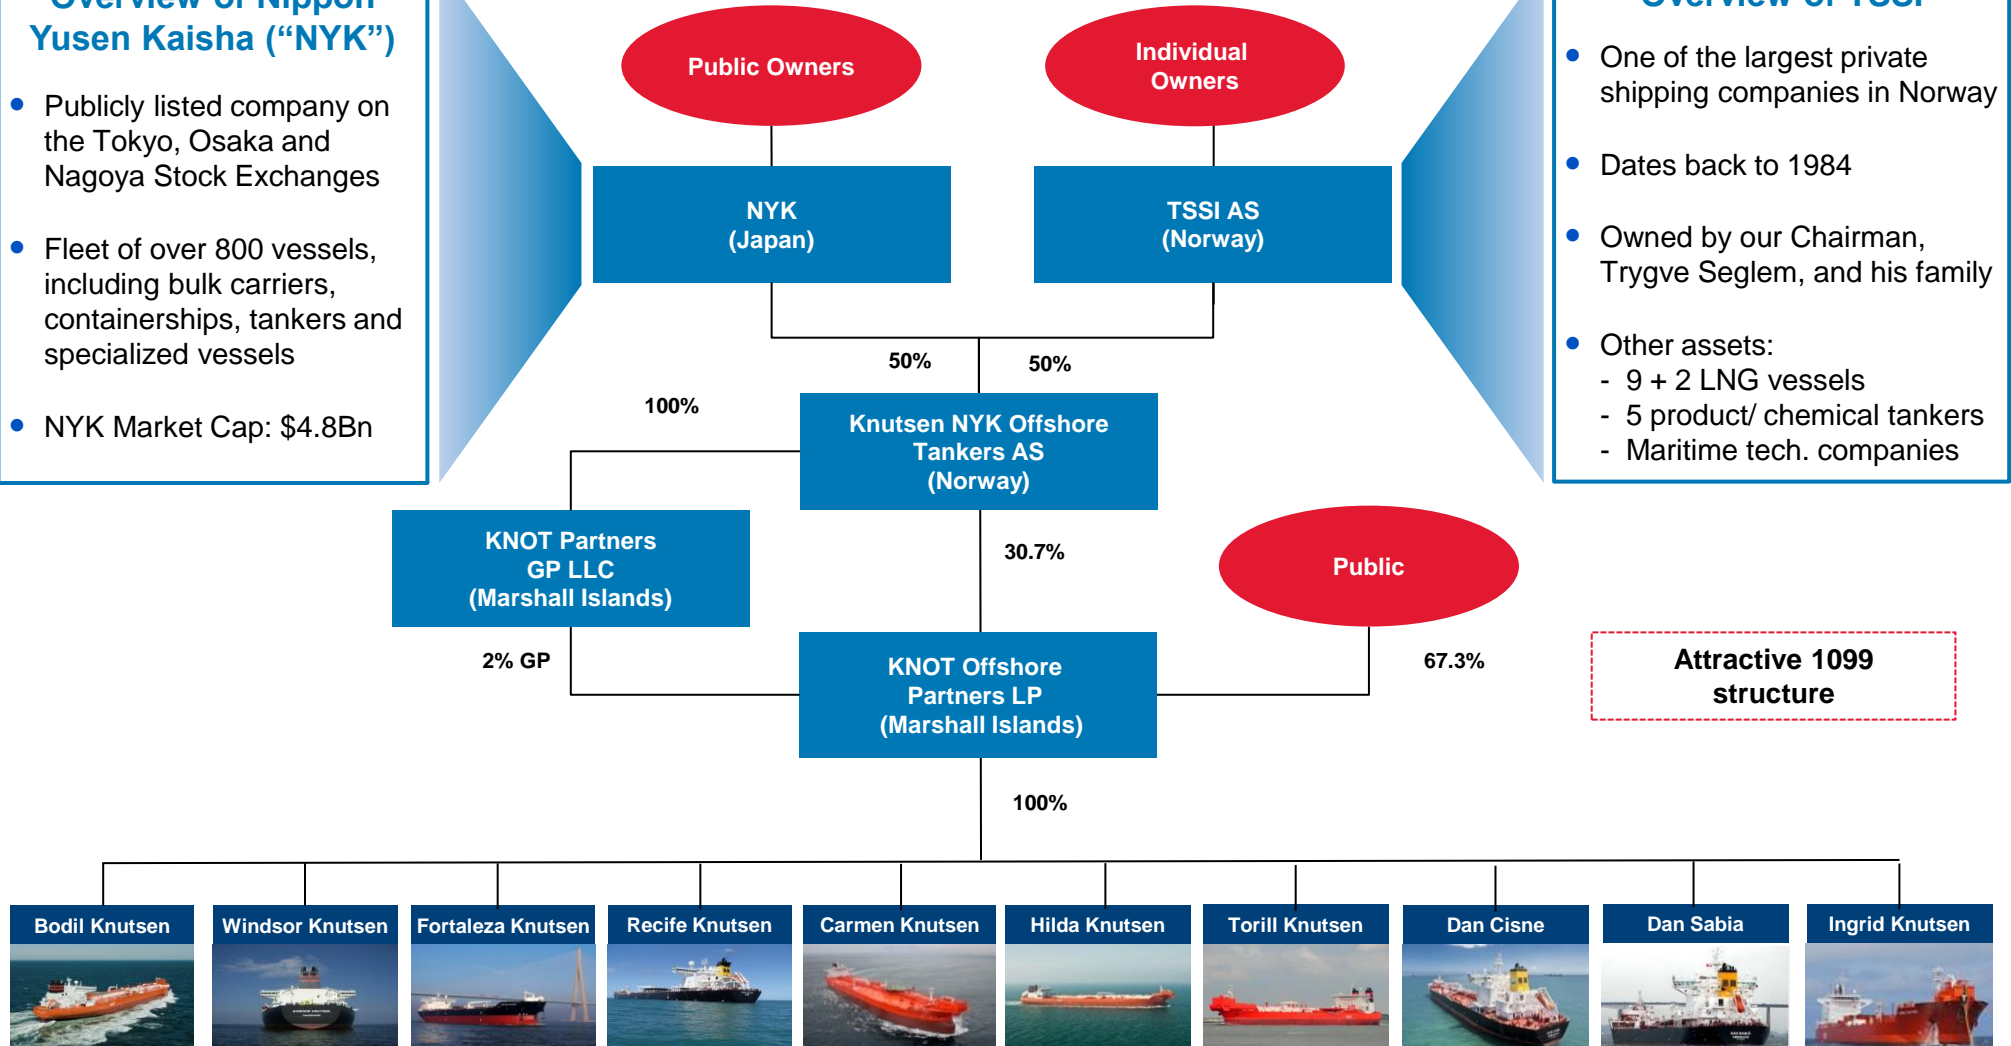 Overview of Nippon
Yusen Kaisha (“NYK”)
• Publicly listed company on
the Tokyo, Osaka and
Nagoya Stock Exchanges
• Fleet of over 800 vessels,
including bulk carriers,
containerships, tankers and
specialized vessels
• NYK Market Cap: $4.8Bn
Public Owners
Individual
Owners
NYK
(Japan)
TSSI AS
(Norway)
Overview of TSSI
• One of the largest private
shipping companies in Norway
• Dates back to 1984
• Owned by our Chairman,
Trygve Seglem, and his family
• Other assets:
- 9 + 2 LNG vessels
- 5 product/ chemical tankers
- Maritime tech. companies
50%
50%
100%
Knutsen NYK Offshore
Tankers AS
(Norway)
KNOT Partners
GP LLC
(Marshall Islands)
30.7%
Public
2% GP
KNOT Offshore
Partners LP
(Marshall Islands)
67.3%
Attractive 1099
structure
100%
Bodil Knutsen
Windsor Knutsen
Fortaleza Knutsen
Recife Knutsen
Carmen Knutsen
Hilda Knutsen
Torill Knutsen
Dan Cisne
Dan Sabia
Ingrid Knutsen